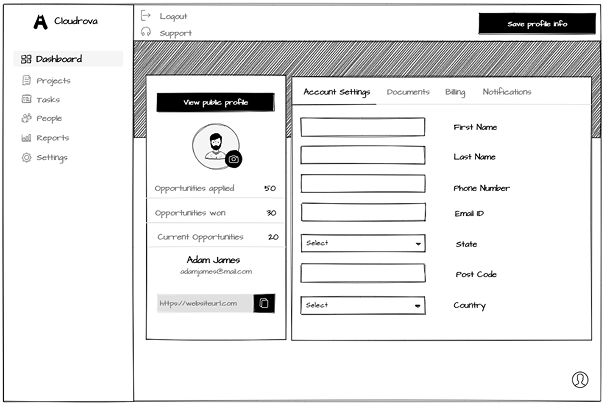 Cloudrova
Dashboard
Projects
Tasks
People
Reports
Settings
Logout
Support
Save profile info
View public profile
Opportunities applied 50
Opportunities won 30
Current Opportunities 20
Adam James
adamjames@mail.com
https://websiteurl.com
Account Settings Documents Billing Notifications
First Name
Last Name
Phone Number
Email ID
Select State
Post Code
Select Country